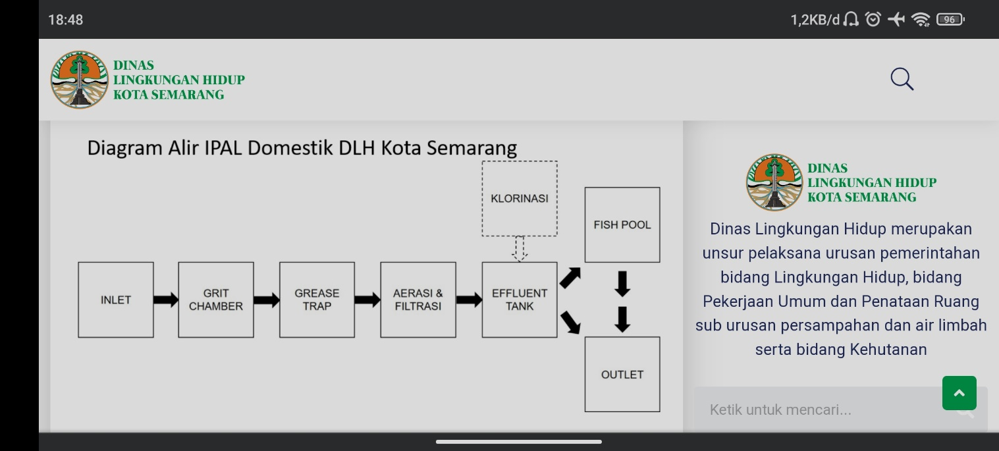 18:48
1,2KB/d
96
DINAS
LINGKUNGAN HIDUP
KOTA SEMARANG
Diagram Alir IPAL Domestik DLH Kota Semarang
KLORINASI
FISH POOL
INLET
GRIT
CHAMBER
GREASE
TRAP
AERASI &
FILTRASI
EFFLUENT
TANK
OUTLET
DINAS
LINGKUNGAN HIDUP
KOTA SEMARANG
Dinas Lingkungan Hidup merupakan
unsur pelaksana urusan pemerintahan
bidang Lingkungan Hidup, bidang
Pekerjaan Umum dan Penataan Ruang
sub urusan persampahan dan air limbah
serta bidang Kehutanan
Ketik untuk mencari...